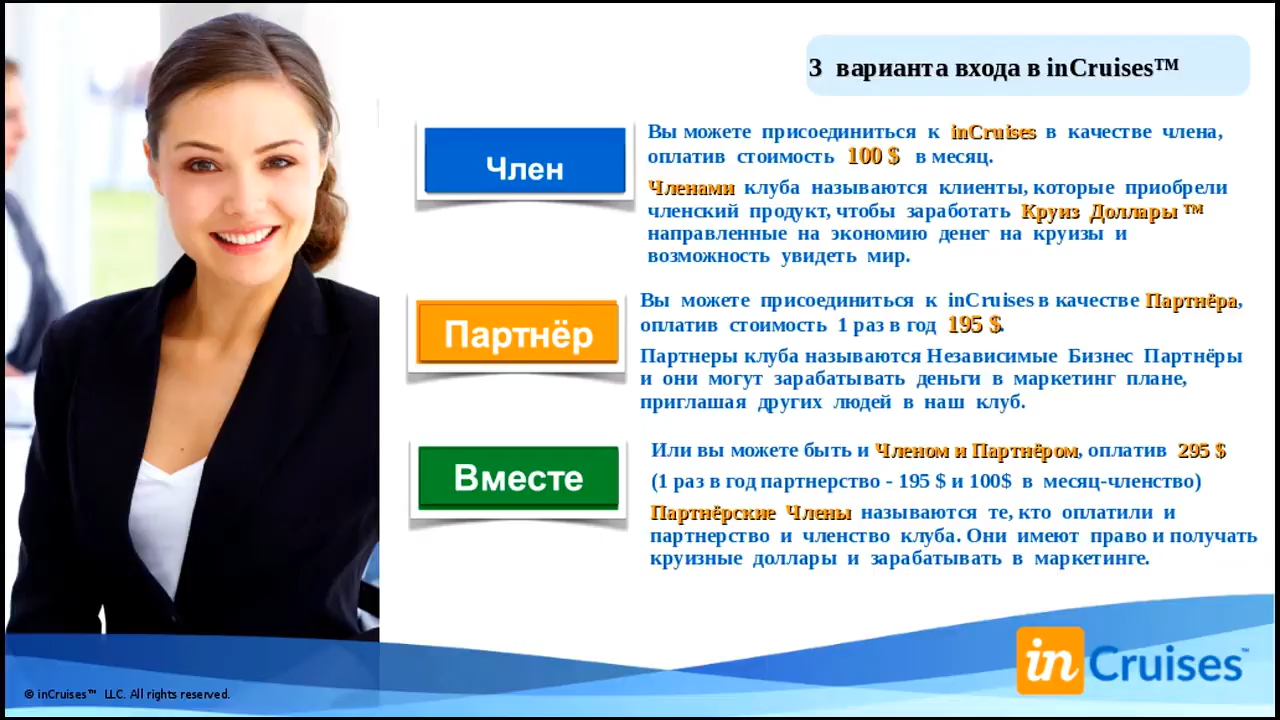 3 варианта входа в inCruises™
Член
Вы можете присоединиться к inCruises в качестве члена,
оплатив стоимость 100 $ в месяц.
Членами клуба называются клиенты, которые приобрели
членский продукт, чтобы заработать Круиз Доллары ™
направленные на экономию денег на круизы и
возможность увидеть мир.
Партнёр
Вы можете присоединиться к inCruises в качестве Партнёра,
оплатив стоимость 1 раз в год 195 $.
Партнеры клуба называются Независимые Бизнес Партнёры
и они могут зарабатывать деньги в маркетинг плане,
приглашая других людей в наш клуб.
Вместе
Или вы можете быть и Членом и Партнёром, оплатив 295 $
(1 раз в год партнерство - 195 $ и 100$ в месяц-членство)
Партнёрские Члены называются те, кто оплатили и
партнерство и членство клуба. Они имеют право и получать
круизные доллары и зарабатывать в маркетинге.
© inCruises™ LLC. All rights reserved.
inCruises™